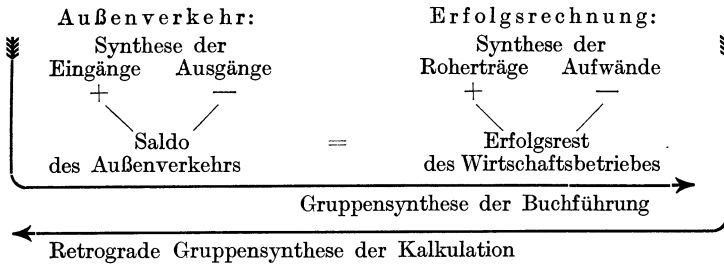 Außenverkehr: Erfolgsrechnung:
Synthese der Synthese der
Eingänge Ausgänge Roherträge Aufwände
+ — + —
Saldo Erfolgsrest
des Außenverkehrs = des Wirtschaftsbetriebes
Gruppensynthese der Buchführung
Retrograde Gruppensynthese der Kalkulation